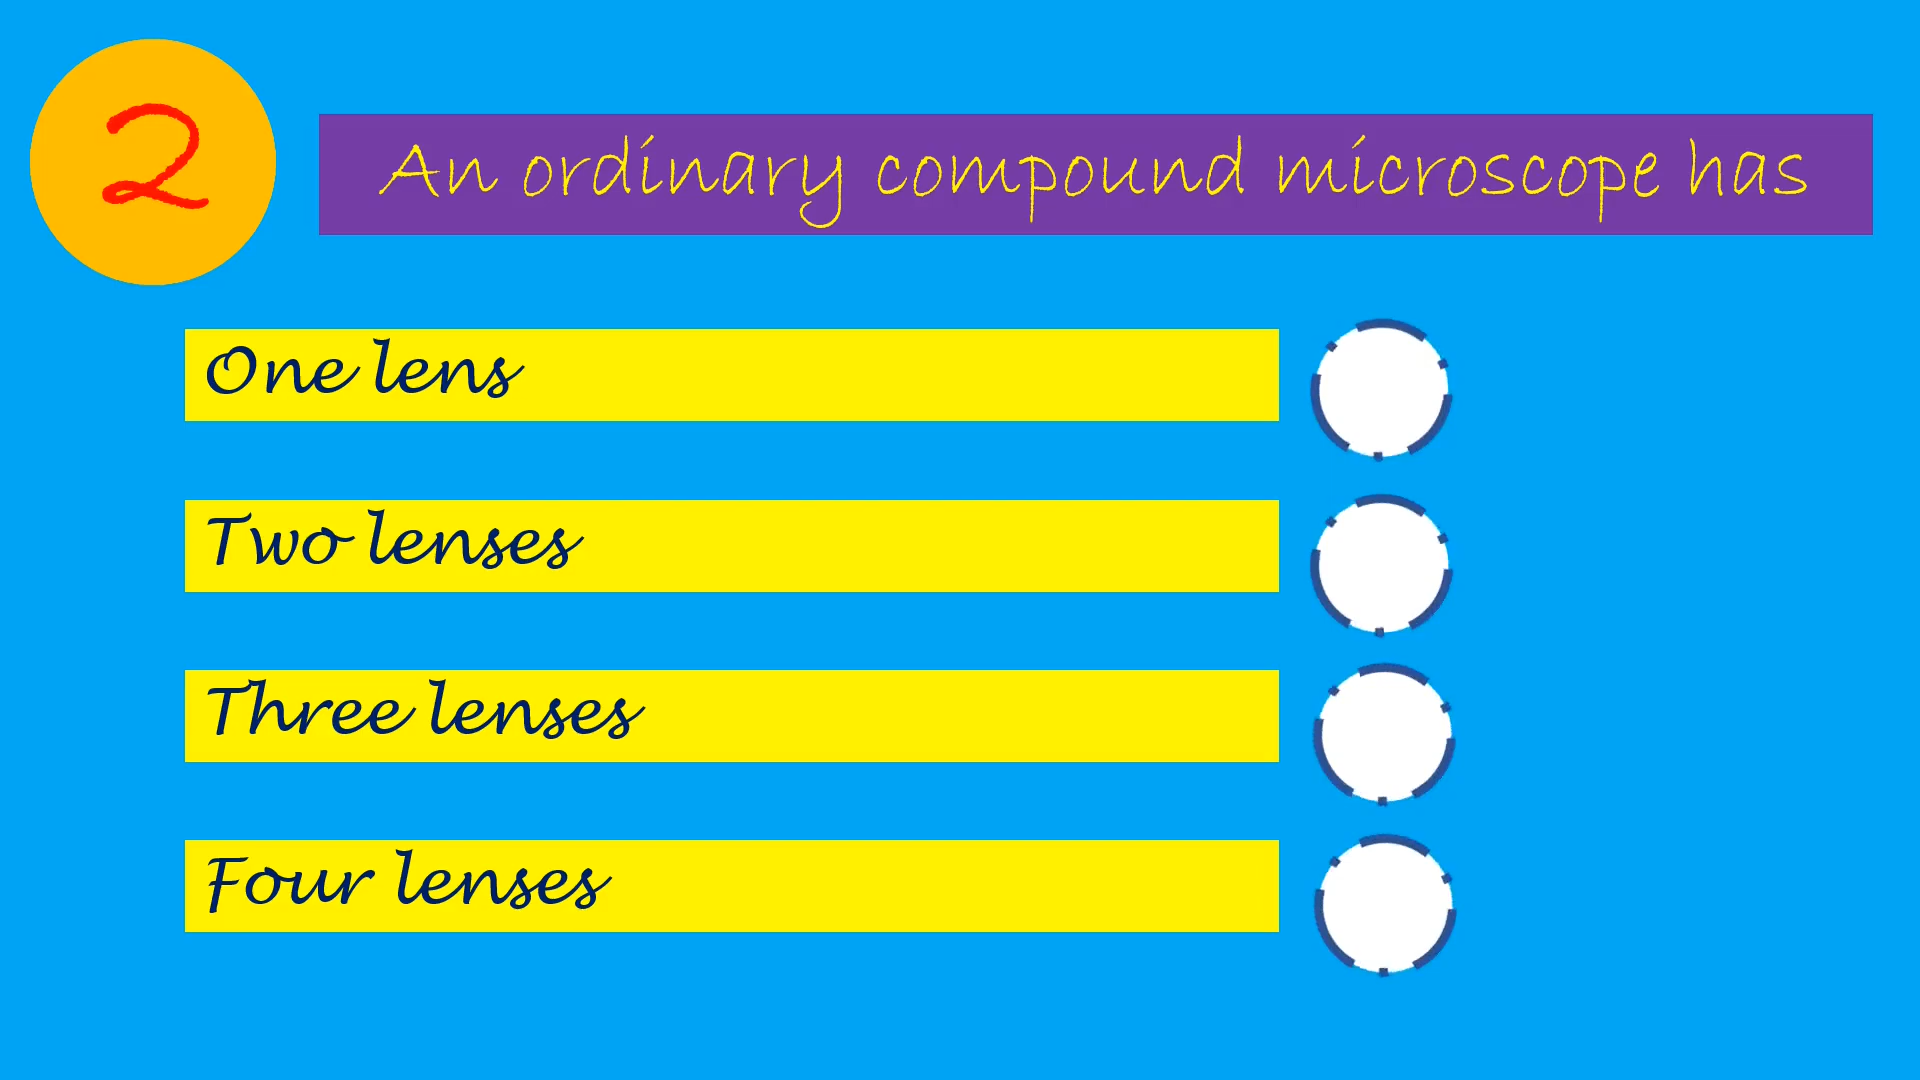 2
An ordinary compound microscope has
One lens
Two lenses
Three lenses
Four lenses